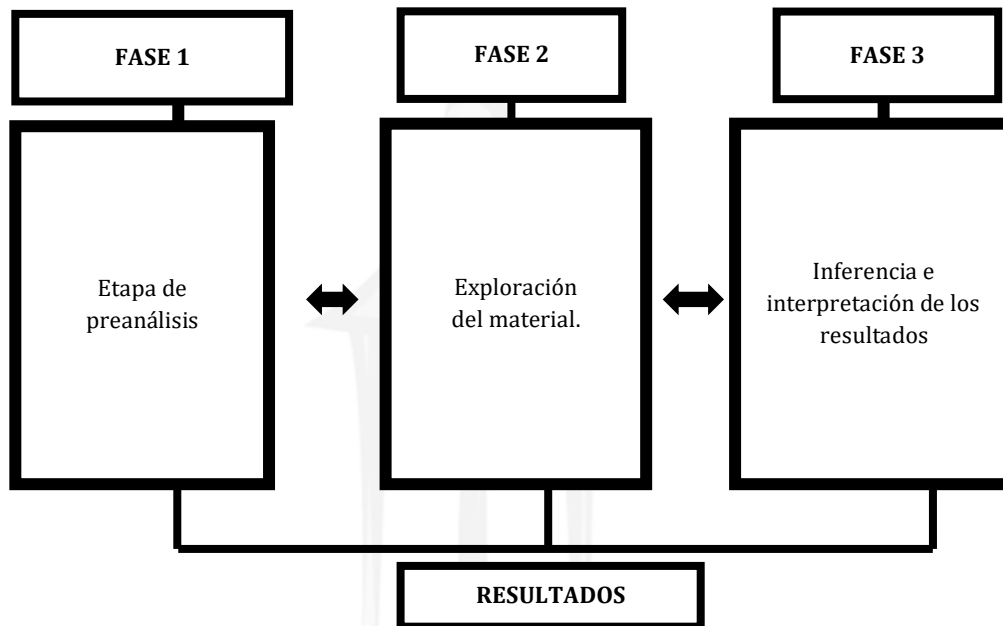 FASE 1
FASE 2
FASE 3
Etapa de
preanálisis
Exploración
del material.
Inferencia e
interpretación de los
resultados
RESULTADOS